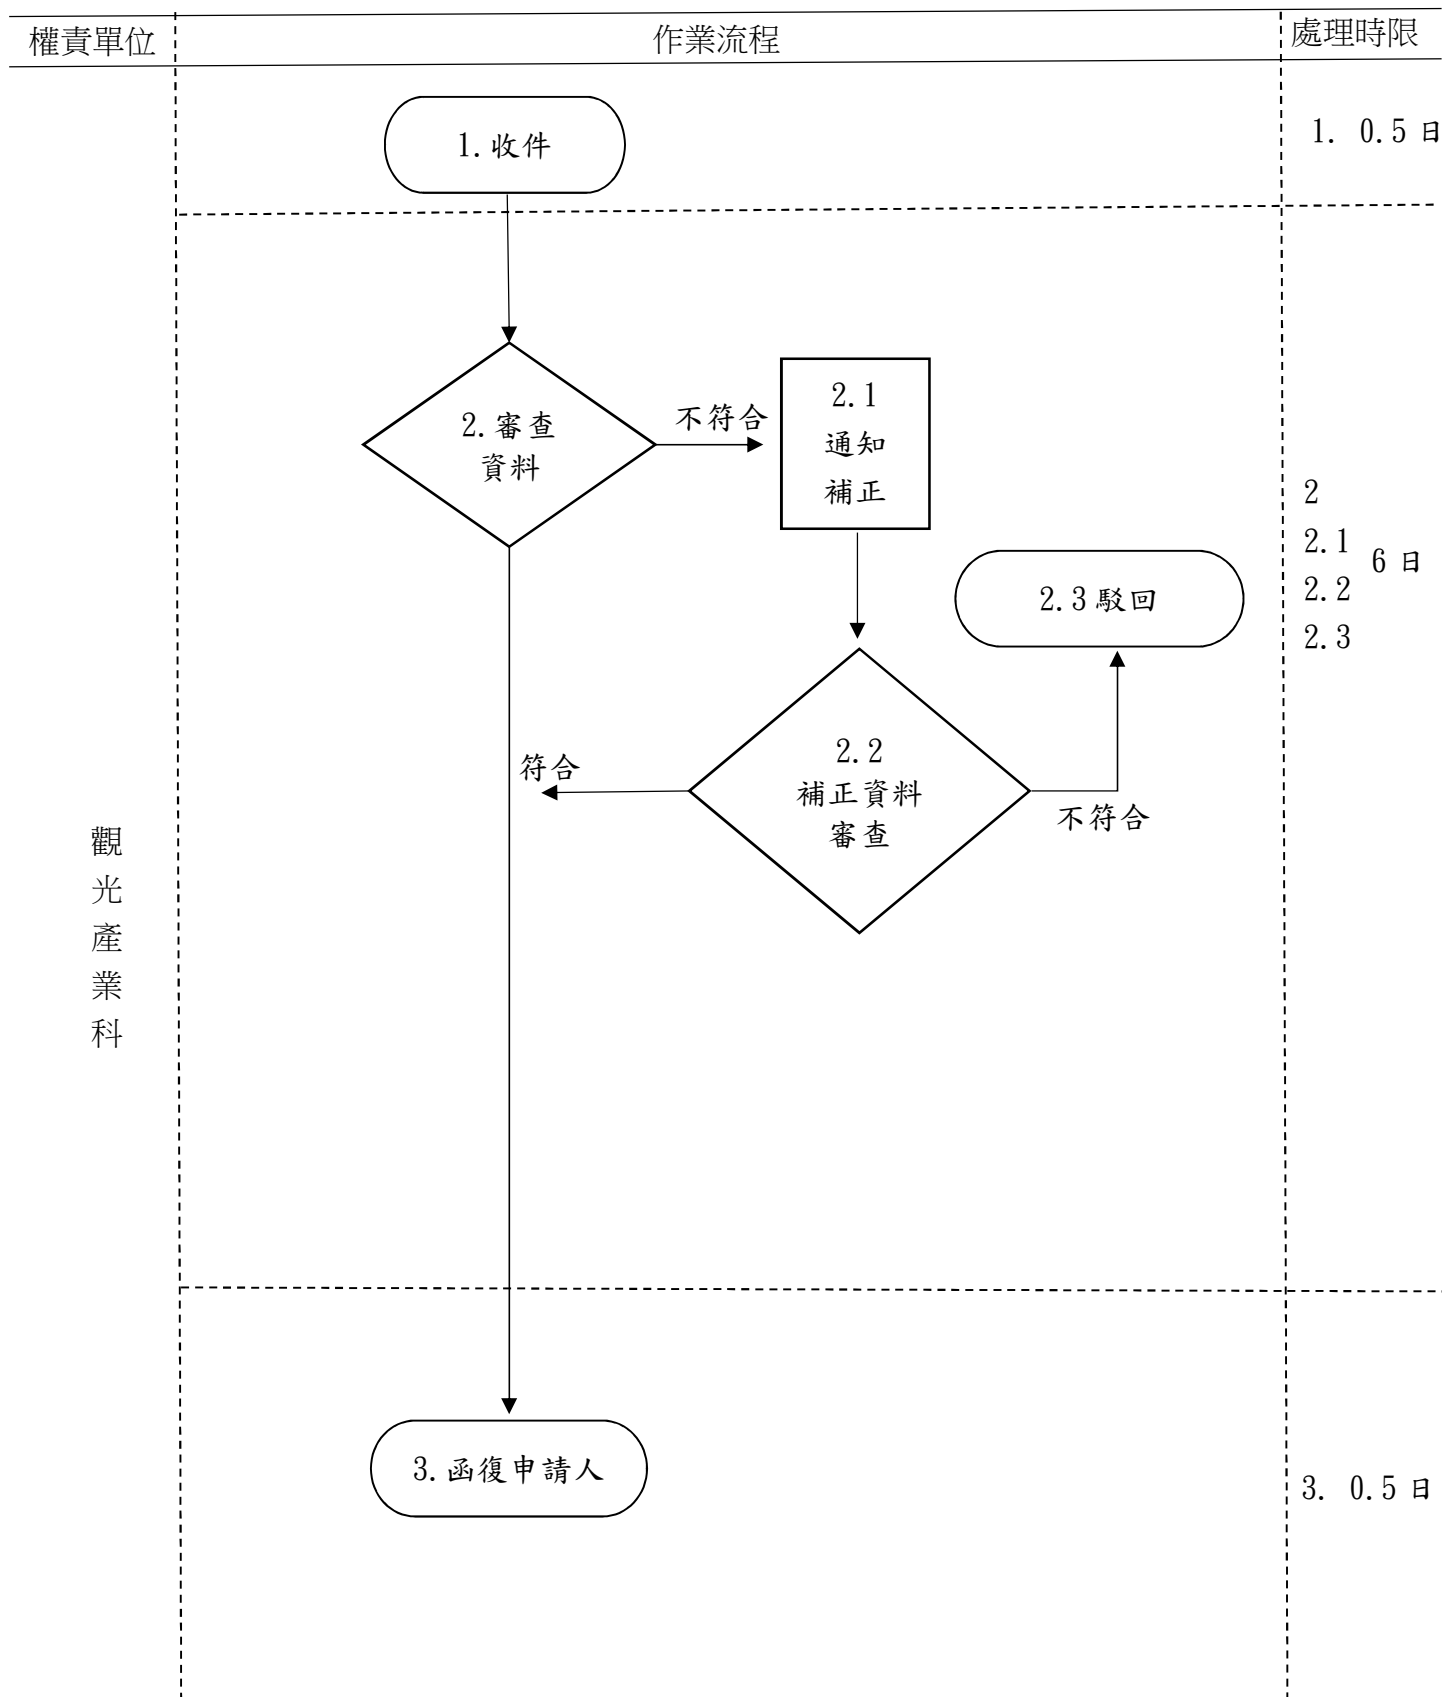 權責單位
作業流程
處理時限
1.收件
1. 0.5日
2.審查
資料
不符合
2.1
通知
補正
2.3駁回
2
2.1
2.2
2.3
6日
2.2
補正資料
審查
符合
不符合
觀
光
產
業
科
3.函復申請人
3. 0.5日